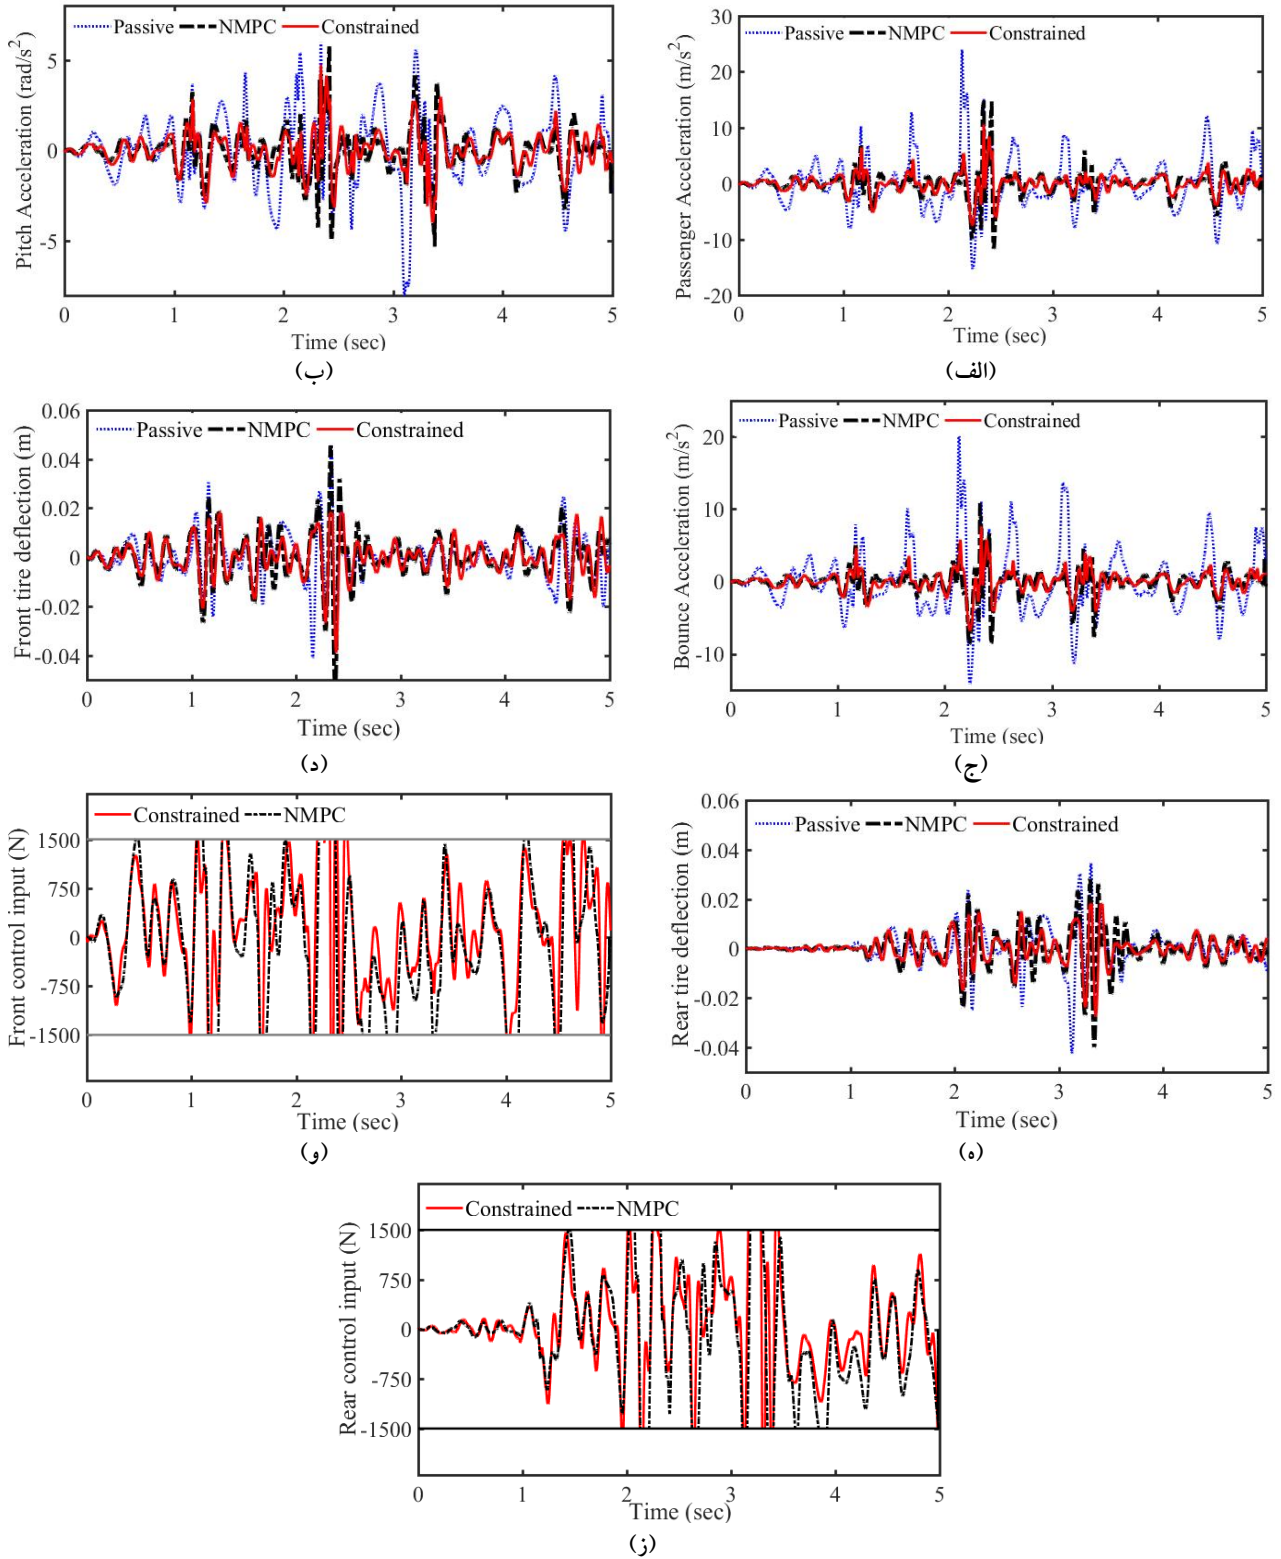 Passive NMPC Constrained
Pitch Acceleration (rad/s²)
5
0
-5
0 1 2 3 4 5
Time (sec)
(ب)
Passive NMPC Constrained
Passenger Acceleration (m/s²)
30
20
10
0
-10
-20
0 1 2 3 4 5
Time (sec)
(الف)
Passive NMPC Constrained
Front tire deflection (m)
0.06
0.04
0.02
0
-0.02
-0.04
0 1 2 3 4 5
Time (sec)
(د)
Passive NMPC Constrained
Bounce Acceleration (m/s²)
20
10
0
-10
0 1 2 3 4 5
Time (sec)
(ج)
Constrained NMPC
Front control input (N)
1500
750
0
-750
-1500
0 1 2 3 4 5
Time (sec)
(و)
Passive NMPC Constrained
Rear tire deflection (m)
0.06
0.04
0.02
0
-0.02
-0.04
0 1 2 3 4 5
Time (sec)
(ه)
Constrained NMPC
Rear control input (N)
1500
750
0
-750
-1500
0 1 2 3 4 5
Time (sec)
(ز)